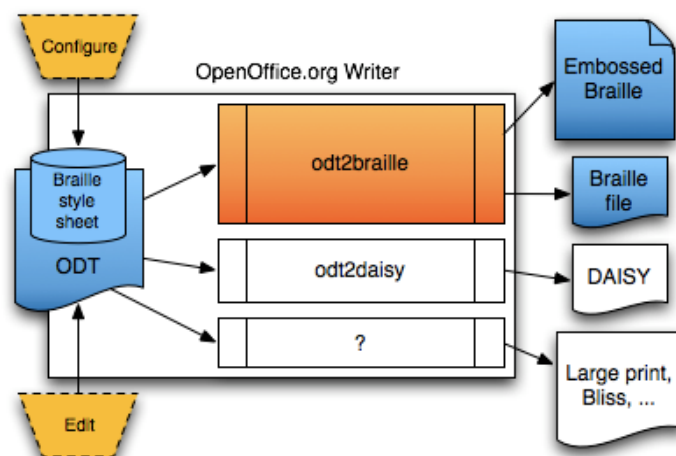 Configure
OpenOffice.org Writer
Embossed
Braille
odt2braille
Braille
style
sheet
ODT
Braille
file
odt2daisy
DAISY
?
Large print,
Bliss, ...
Edit